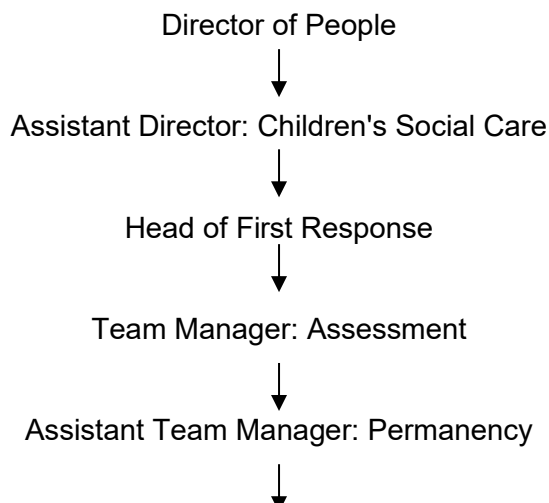 Director of People
Assistant Director: Children's Social Care
Head of First Response
Team Manager: Assessment
Assistant Team Manager: Permanency